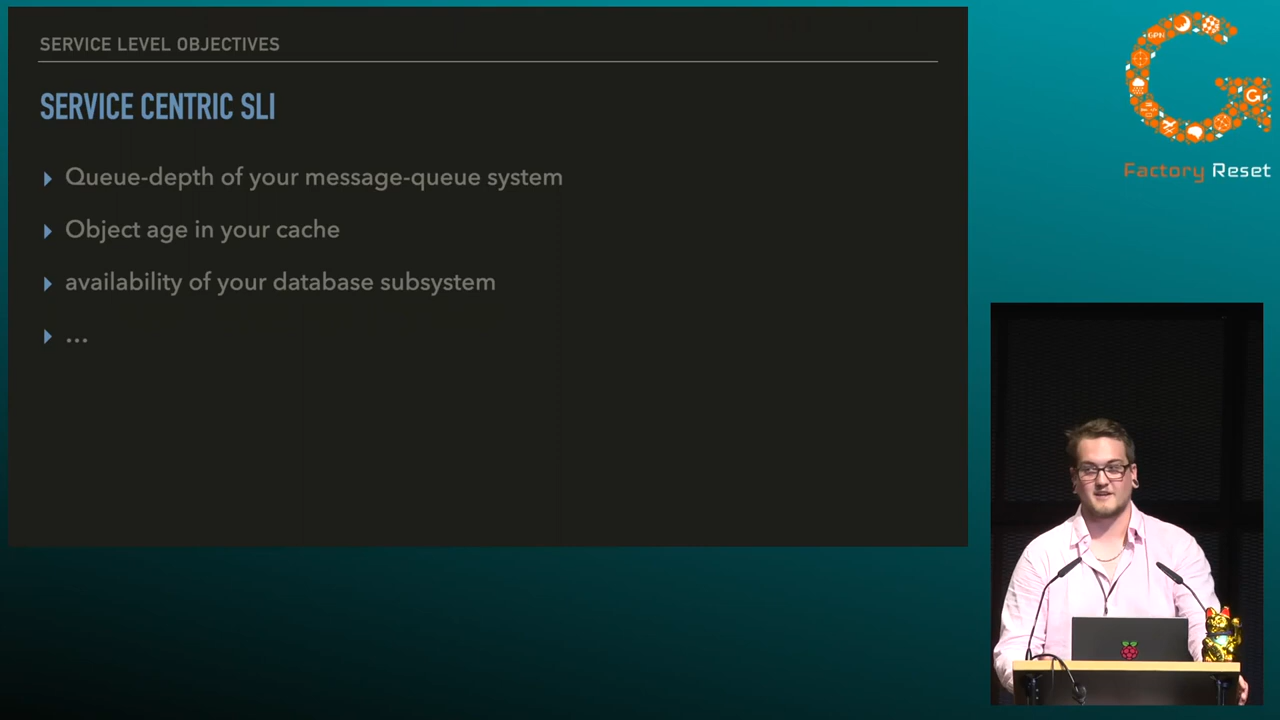 SERVICE LEVEL OBJECTIVES
SERVICE CENTRIC SLI
Queue-depth of your message-queue system
Object age in your cache
availability of your database subsystem
...
GPN
Factory Reset